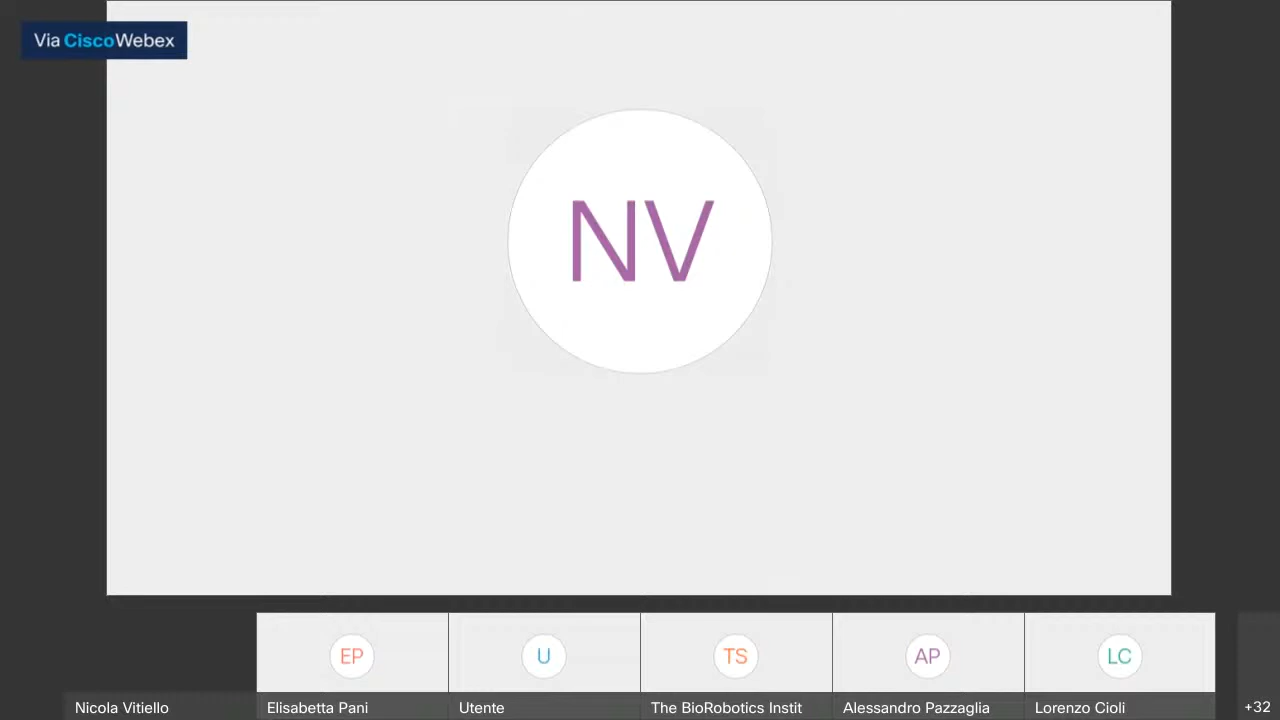 Via CiscoWebex
NV
EP
U
TS
AP
LC
Nicola Vitiello
Elisabetta Pani
Utente
The BioRobotics Instit
Alessandro Pazzaglia
Lorenzo Cioli
+32